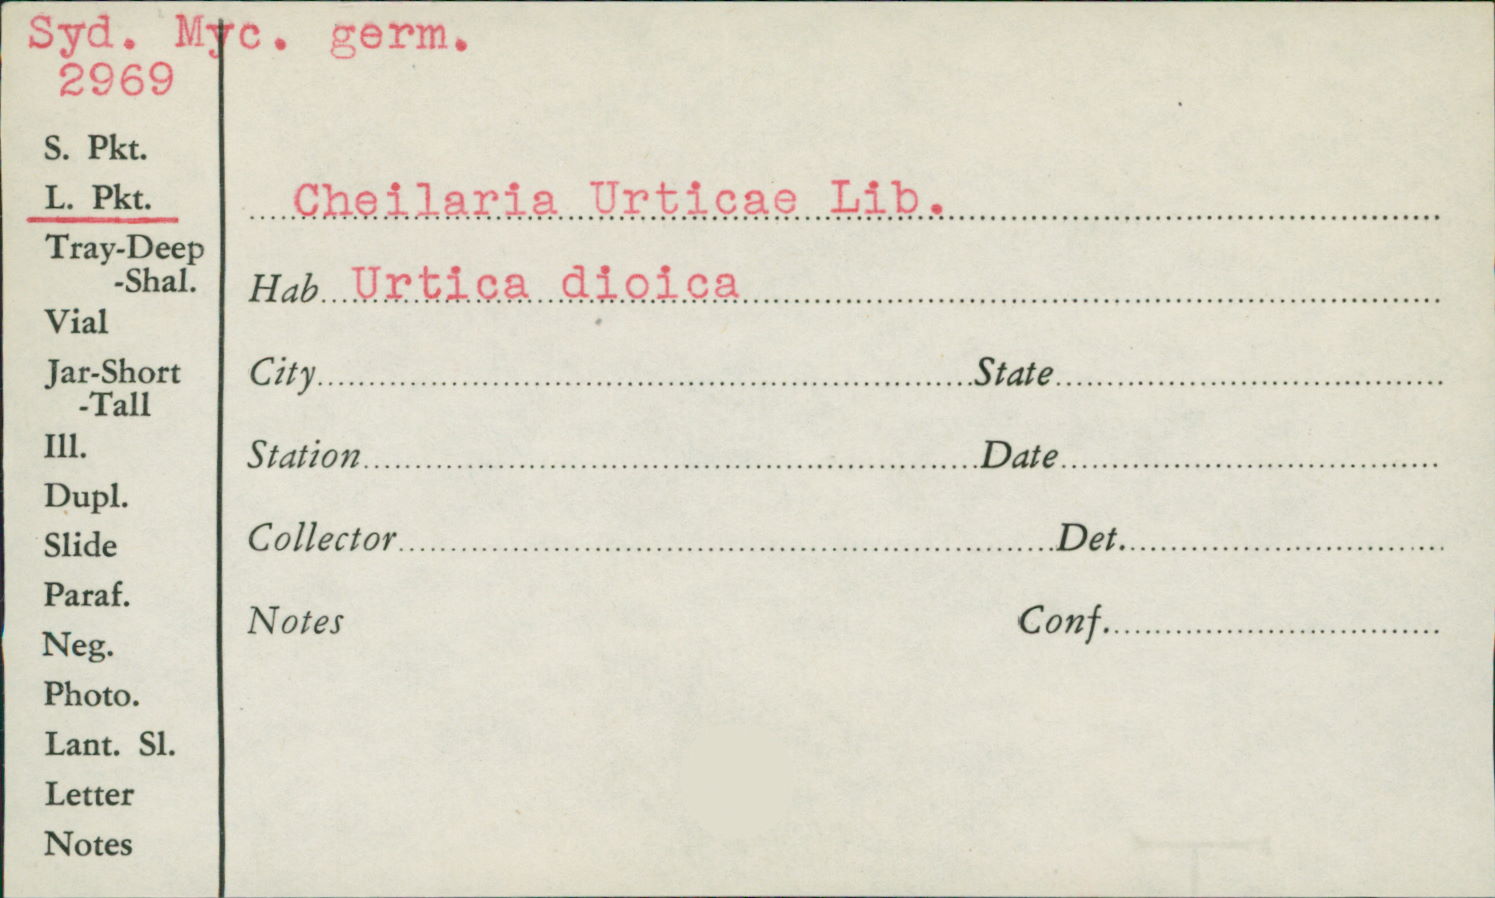 Syd. Myc. germ.
2969
S. Pkt.
L. Pkt.
Tray-Deep
-Shal.
Vial
Jar-Short
-Tall
Ill.
Dupl.
Slide
Paraf.
Neg.
Photo.
Lant. Sl.
Letter
Notes
Cheilaria Urticae Lib.
Hab Urtica dioica
City State
Station Date
Collector Det.
Notes Conf.